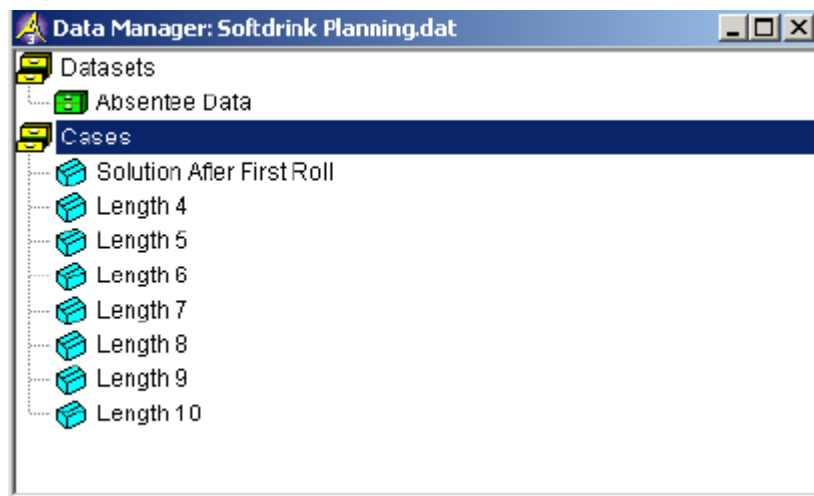 Data Manager: Softdrink Planning.dat
Datasets
Absentee Data
Cases
Solution After First Roll
Length 4
Length 5
Length 6
Length 7
Length 8
Length 9
Length 10